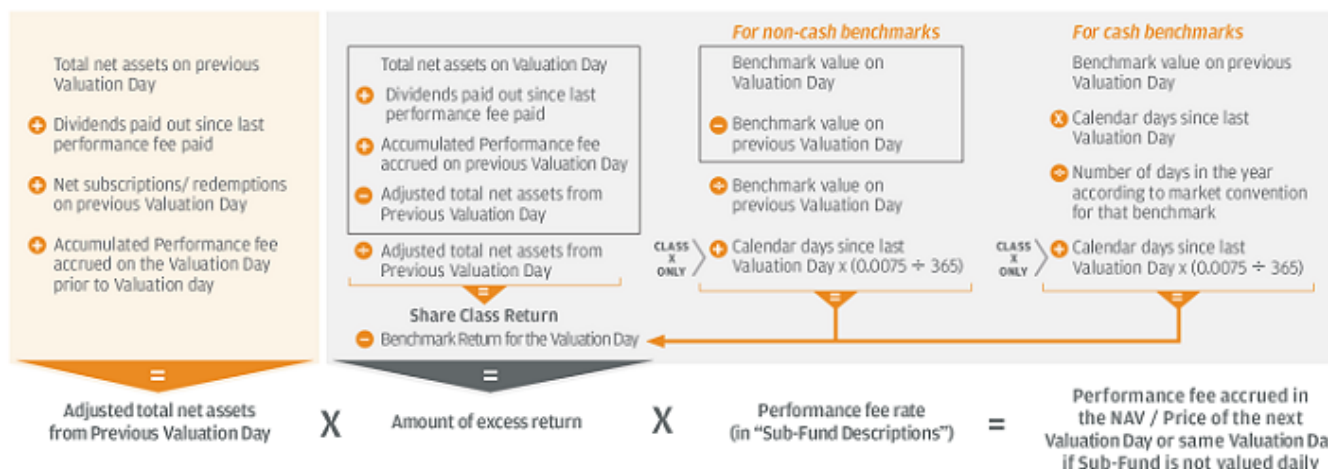 Total net assets on previous
Valuation Day
+ Dividends paid out since last
performance fee paid
+ Net subscriptions/ redemptions
on previous Valuation Day
+ Accumulated Performance fee
accrued on the Valuation Day
prior to Valuation day
=
Adjusted total net assets
from Previous Valuation Day
X
Total net assets on Valuation Day
+ Dividends paid out since last
performance fee paid
+ Accumulated Performance fee
accrued on previous Valuation Day
− Adjusted total net assets from
Previous Valuation Day
÷ Adjusted total net assets from
Previous Valuation Day
=
Share Class Return
− Benchmark Return for the Valuation Day
=
Amount of excess return
X
For non-cash benchmarks
Benchmark value on
Valuation Day
− Benchmark value on
previous Valuation Day
÷ Benchmark value on
previous Valuation Day
CLASS
X
ONLY
+ Calendar days since last
Valuation Day x (0.0075 ÷ 365)
=
For cash benchmarks
Benchmark value on previous
Valuation Day
X Calendar days since last
Valuation Day
÷ Number of days in the year
according to market convention
for that benchmark
CLASS
X
ONLY
+ Calendar days since last
Valuation Day x (0.0075 ÷ 365)
=
Performance fee rate
(in “Sub-Fund Descriptions”)
=
Performance fee accrued in
the NAV / Price of the next
Valuation Day or same Valuation Da
if Sub-Fund is not valued daily